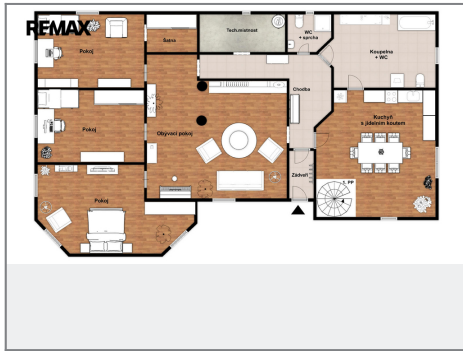 REMAX
Pokoj
Šatna
Tech.místnost
WC
+ sprcha
Koupelna
+ WC
Chodba
Pokoj
Obývací pokoj
Kuchyň
s jídelním koutem
Zádveří
1. PP
Pokoj